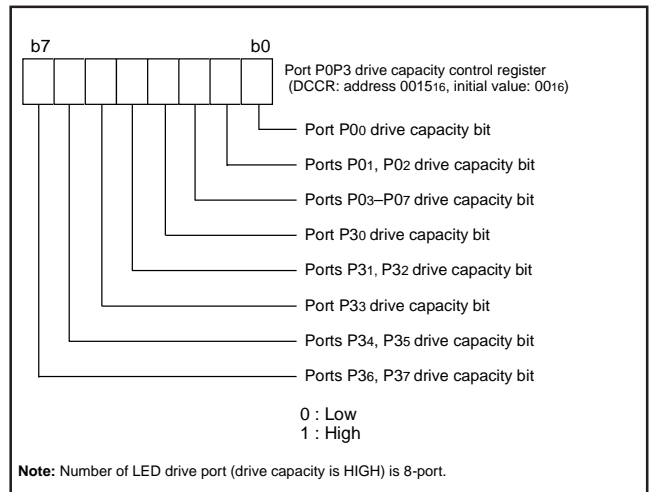 b7 b0
Port P0P3 drive capacity control register
(DCCR: address 001516, initial value: 0016)
Port P00 drive capacity bit
Ports P01, P02 drive capacity bit
Ports P03–P07 drive capacity bit
Port P30 drive capacity bit
Ports P31, P32 drive capacity bit
Port P33 drive capacity bit
Ports P34, P35 drive capacity bit
Ports P36, P37 drive capacity bit
0 : Low
1 : High
Note: Number of LED drive port (drive capacity is HIGH) is 8-port.